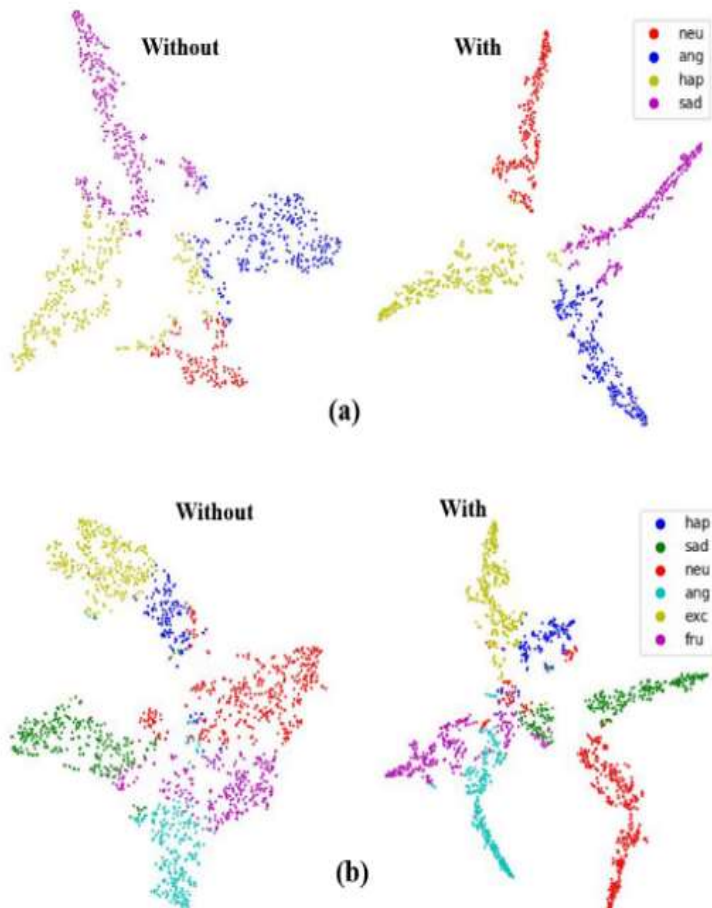 Without
With
neu
ang
hap
sad
(a)
Without
With
hap
sad
neu
ang
exc
fru
(b)